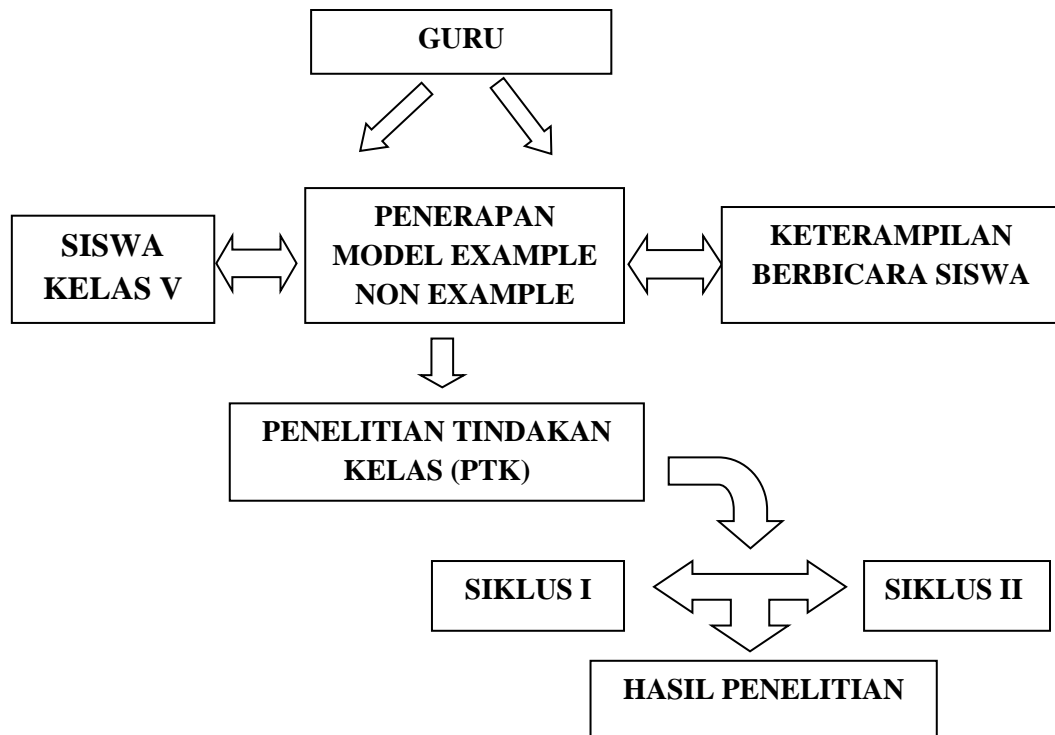 GURU
SISWA
KELAS V
PENERAPAN
MODEL EXAMPLE
NON EXAMPLE
KETERAMPILAN
BERBICARA SISWA
PENELITIAN TINDAKAN
KELAS (PTK)
SIKLUS I
SIKLUS II
HASIL PENELITIAN